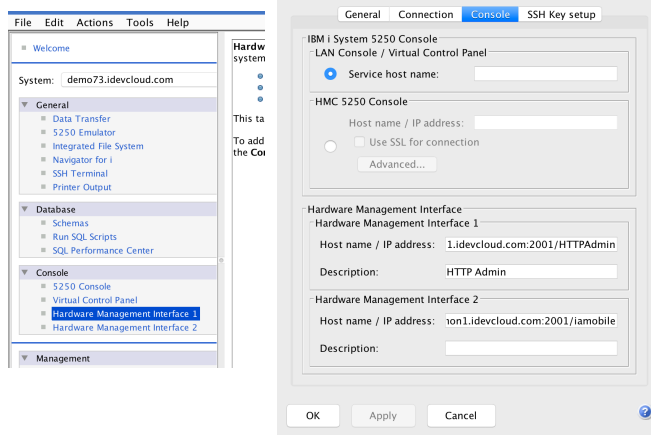 File Edit Actions Tools Help
Welcome
System: demo73.idevcloud.com
General
Data Transfer
5250 Emulator
Integrated File System
Navigator for i
SSH Terminal
Printer Output
Database
Schemas
Run SQL Scripts
SQL Performance Center
Console
5250 Console
Virtual Control Panel
Hardware Management Interface 1
Hardware Management Interface 2
Management
Hardw
system
This ta
To add
the Co
General Connection Console SSH Key setup
IBM i System 5250 Console
LAN Console / Virtual Control Panel
Service host name:
HMC 5250 Console
Host name / IP address:
Use SSL for connection
Advanced...
Hardware Management Interface
Hardware Management Interface 1
Host name / IP address: 1.idevcloud.com:2001/HTTPAdmin
Description: HTTP Admin
Hardware Management Interface 2
Host name / IP address: non1.idevcloud.com:2001/iamobile
Description:
OK Apply Cancel
?